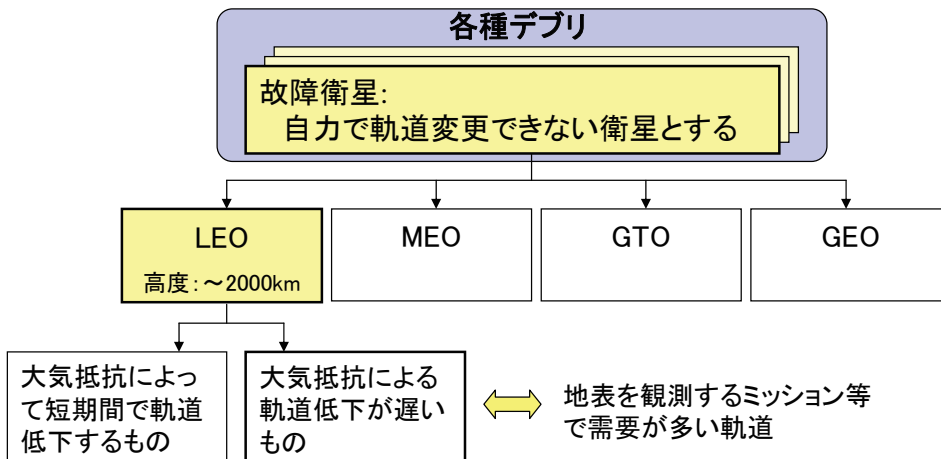 各種デブリ
故障衛星:
自力で軌道変更できない衛星とする
LEO
高度:~2000km
MEO
GTO
GEO
大気抵抗によっ
て短期間で軌道
低下するもの
大気抵抗による
軌道低下が遅い
もの
地表を観測するミッション等
で需要が多い軌道